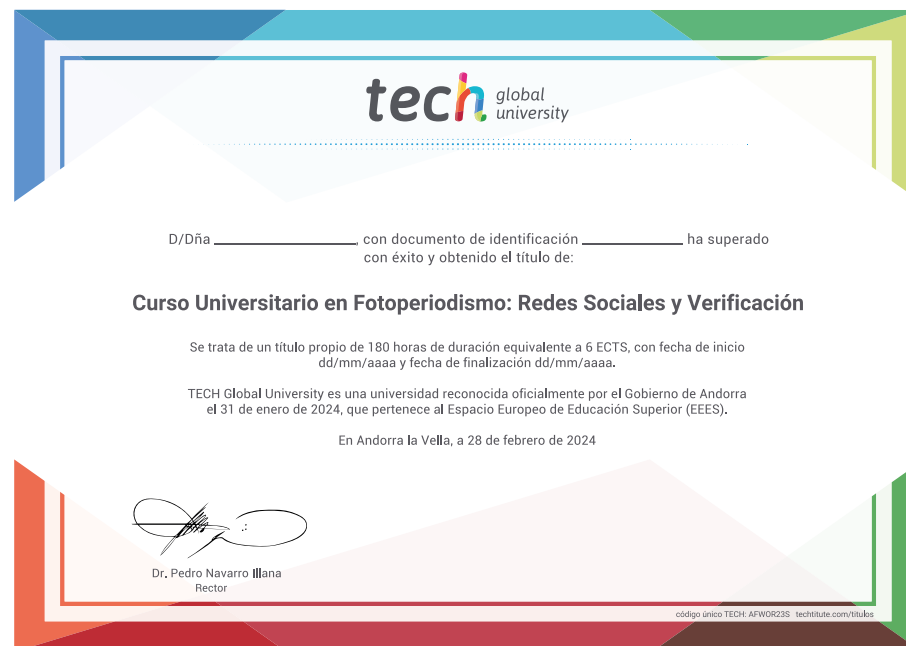 tech global university
D/Dña ____________, con documento de identificación ____________ ha superado
con éxito y obtenido el título de:
Curso Universitario en Fotoperiodismo: Redes Sociales y Verificación
Se trata de un título propio de 180 horas de duración equivalente a 6 ECTS, con fecha de inicio
dd/mm/aaaa y fecha de finalización dd/mm/aaaa.
TECH Global University es una universidad reconocida oficialmente por el Gobierno de Andorra
el 31 de enero de 2024, que pertenece al Espacio Europeo de Educación Superior (EEES).
En Andorra la Vella, a 28 de febrero de 2024
Dr. Pedro Navarro Illana
Rector
código único TECH: AFWOR23S techtitute.com/titulos